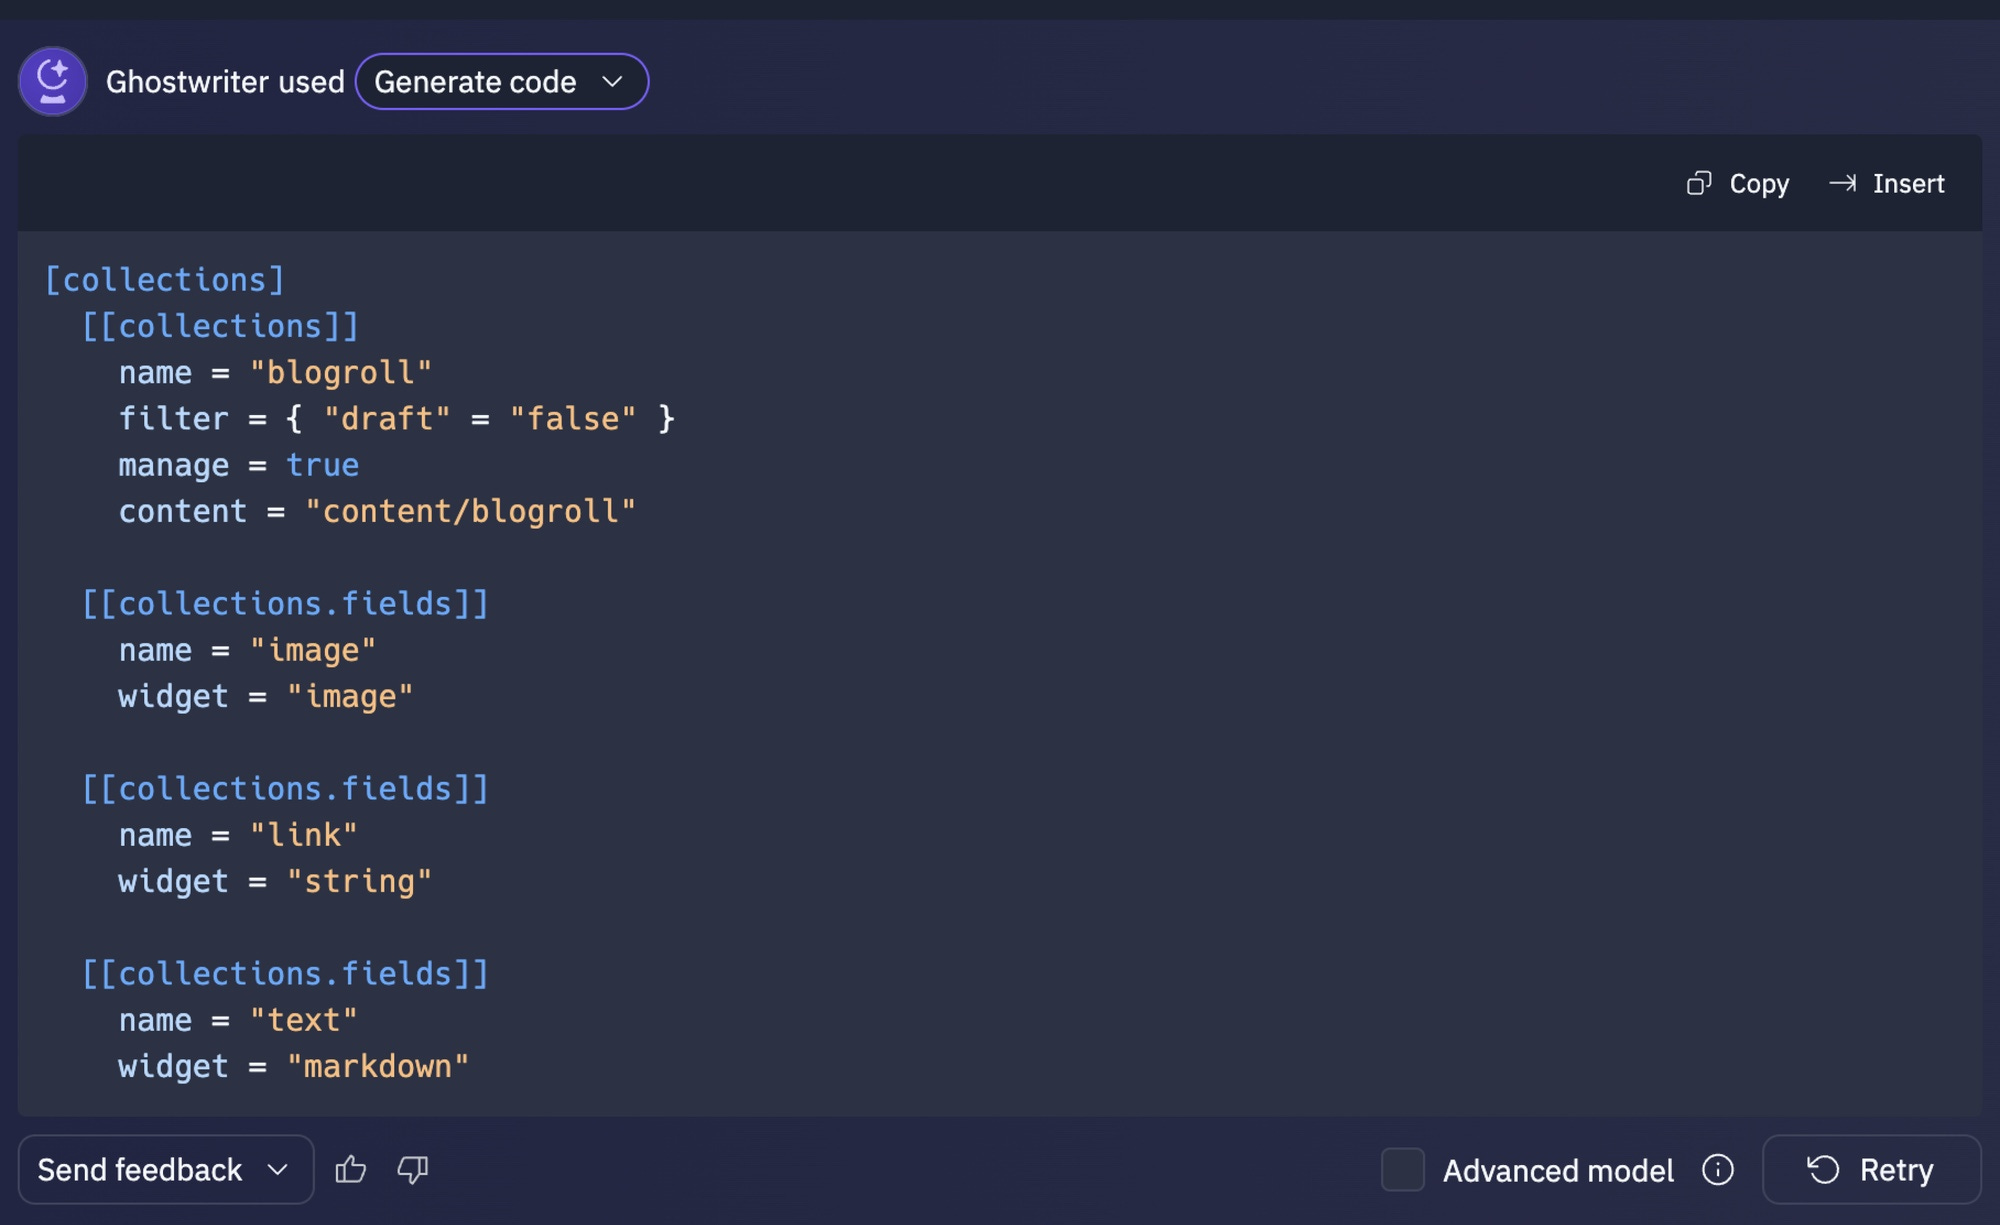 Ghostwriter used Generate code
Copy Insert
[collections]
  [[collections]]
    name = "blogroll"
    filter = { "draft" = "false" }
    manage = true
    content = "content/blogroll"

  [[collections.fields]]
    name = "image"
    widget = "image"

  [[collections.fields]]
    name = "link"
    widget = "string"

  [[collections.fields]]
    name = "text"
    widget = "markdown"
Send feedback Advanced model Retry